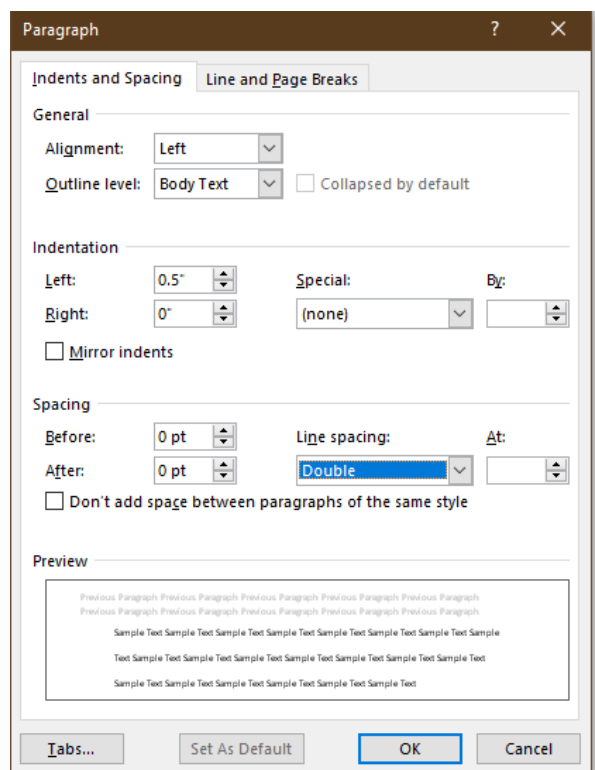 Paragraph ?
Indents and Spacing Line and Page Breaks
General
Alignment: Left
Outline level: Body Text Collapsed by default
Indentation
Left: 0.5" Special: By:
Right: 0" (none)
Mirror indents
Spacing
Before: 0 pt Line spacing: At:
After: 0 pt Double
Don't add space between paragraphs of the same style
Preview
Previous Paragraph Previous Paragraph Previous Paragraph Previous Paragraph Previous Paragraph
Previous Paragraph Previous Paragraph Previous Paragraph Previous Paragraph Previous Paragraph
Sample Text Sample Text Sample Text Sample Text Sample Text Sample Text Sample Text Sample
Text Sample Text Sample Text Sample Text Sample Text Sample Text Sample Text Sample Text
Sample Text Sample Text Sample Text Sample Text Sample Text Sample Text
Tabs... Set As Default OK Cancel